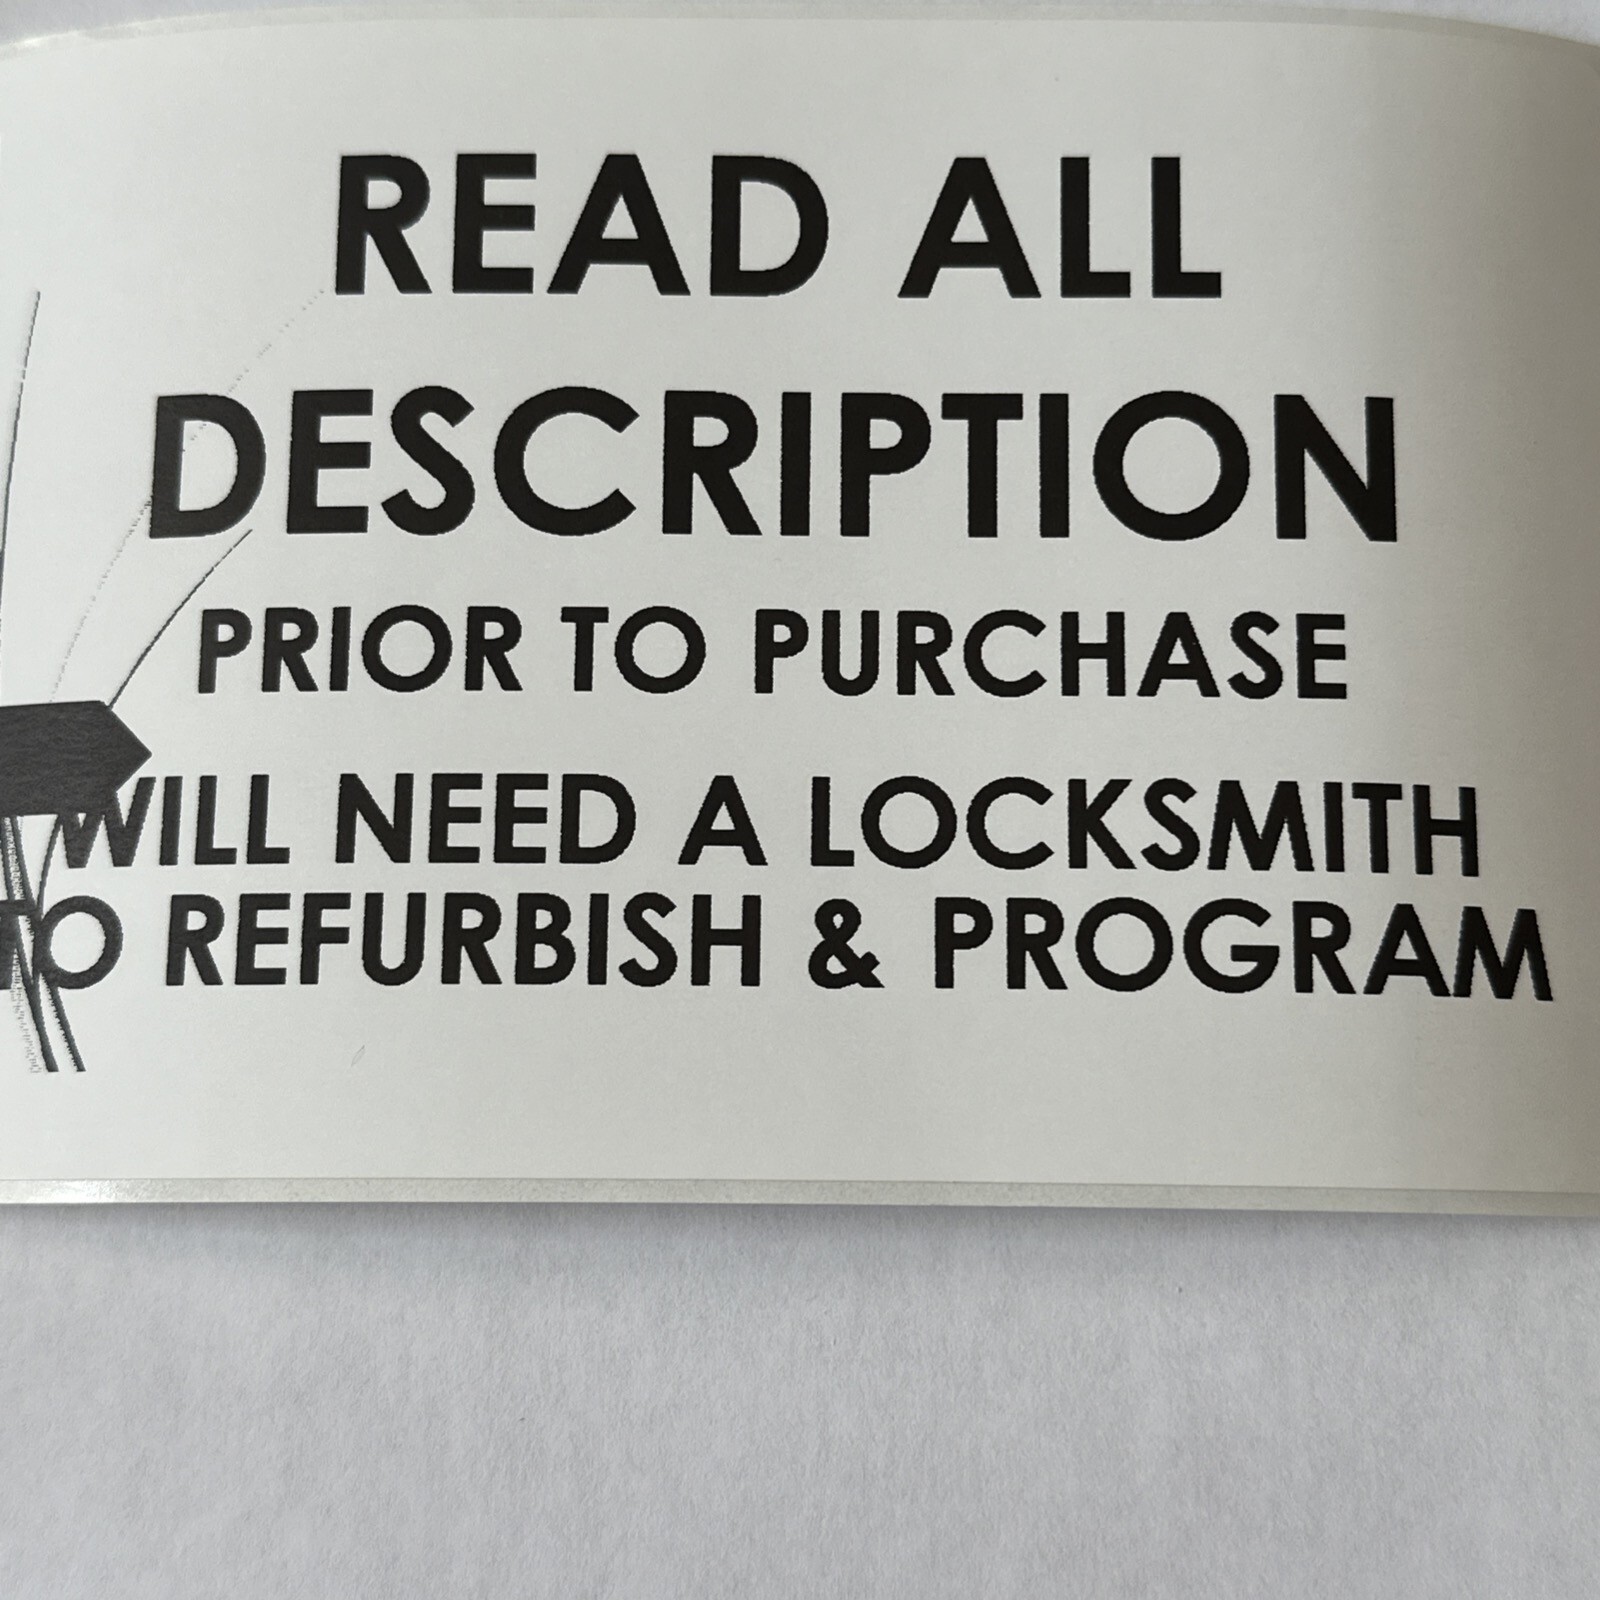 READ ALL
DESCRIPTION
PRIOR TO PURCHASE
WILL NEED A LOCKSMITH
TO REFURBISH & PROGRAM